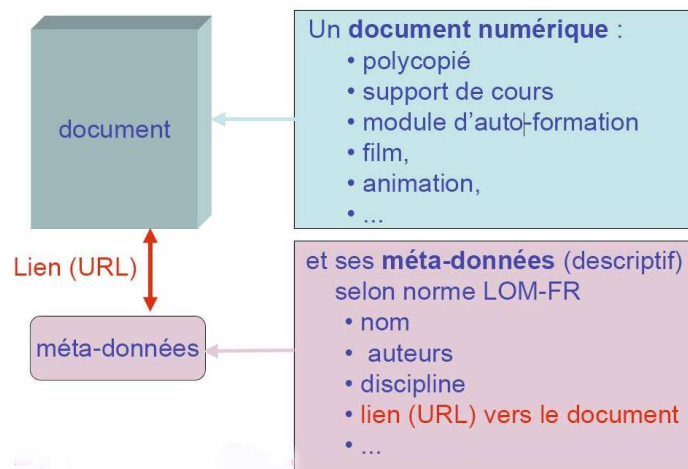 document
Lien (URL)
méta-données
Un document numérique :
• polycopié
• support de cours
• module d'auto-formation
• film,
• animation,
• ...
et ses méta-données (descriptif)
selon norme LOM-FR
• nom
• auteurs
• discipline
• lien (URL) vers le document
• ...